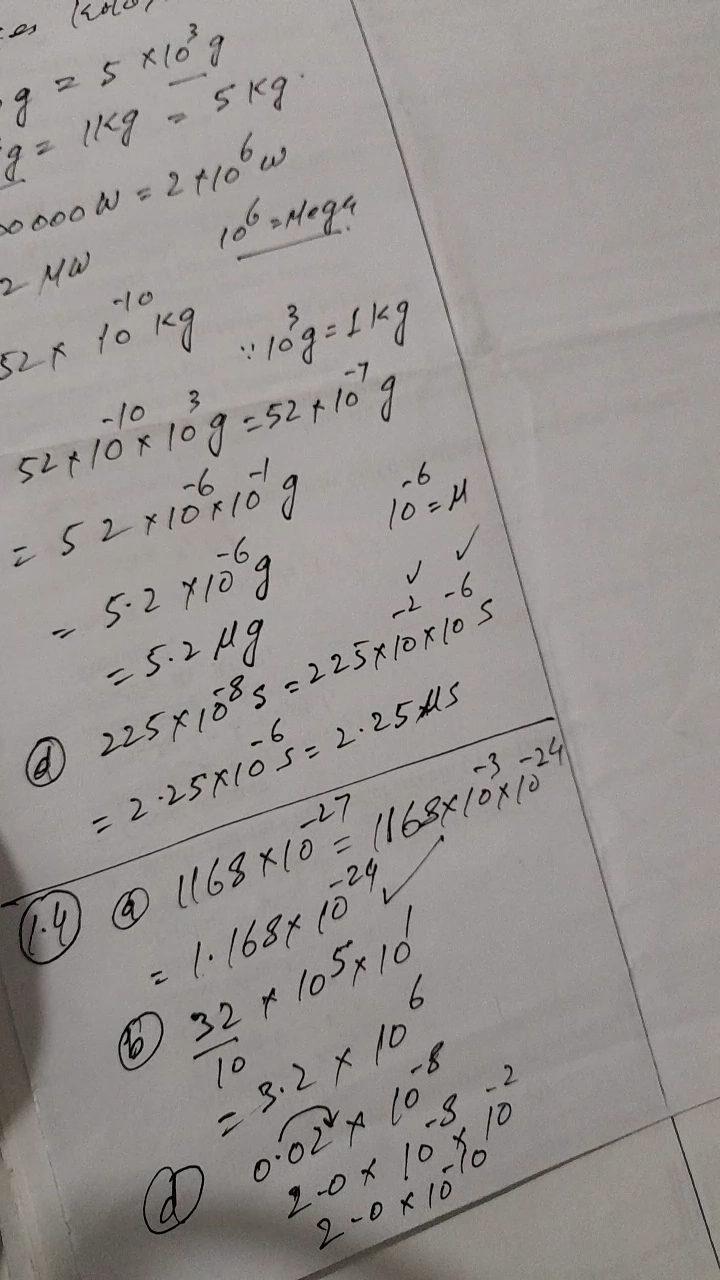 g = 5 × 10³ g
g = 1Kg = 5 Kg.
00000 W = 2 × 10⁶ W
2 MW 10⁶ = Mega
52 × 10⁻¹⁰ Kg ∵ 10³ g = 1 Kg
52 × 10⁻¹⁰ × 10³ g = 52 × 10⁻⁷ g
= 52 × 10⁻⁶ × 10⁻¹ g
= 5.2 × 10⁻⁶ g 10⁻⁶ = μ
= 5.2 μg
(d) 225 × 10⁻⁸ s = 225 × 10⁻² × 10⁻⁶ s
= 2.25 × 10⁻⁶ s = 2.25 μs
1.4 (a) 1168 × 10⁻²⁷ = 1168 × 10⁻³ × 10⁻²⁴
= 1.168 × 10⁻²⁴
(b) 32/10 × 10⁵ × 10¹
= 3.2 × 10⁶
(d) 0.02 × 10⁻⁸
2.0 × 10⁻⁸ × 10⁻²
2.0 × 10⁻¹⁰